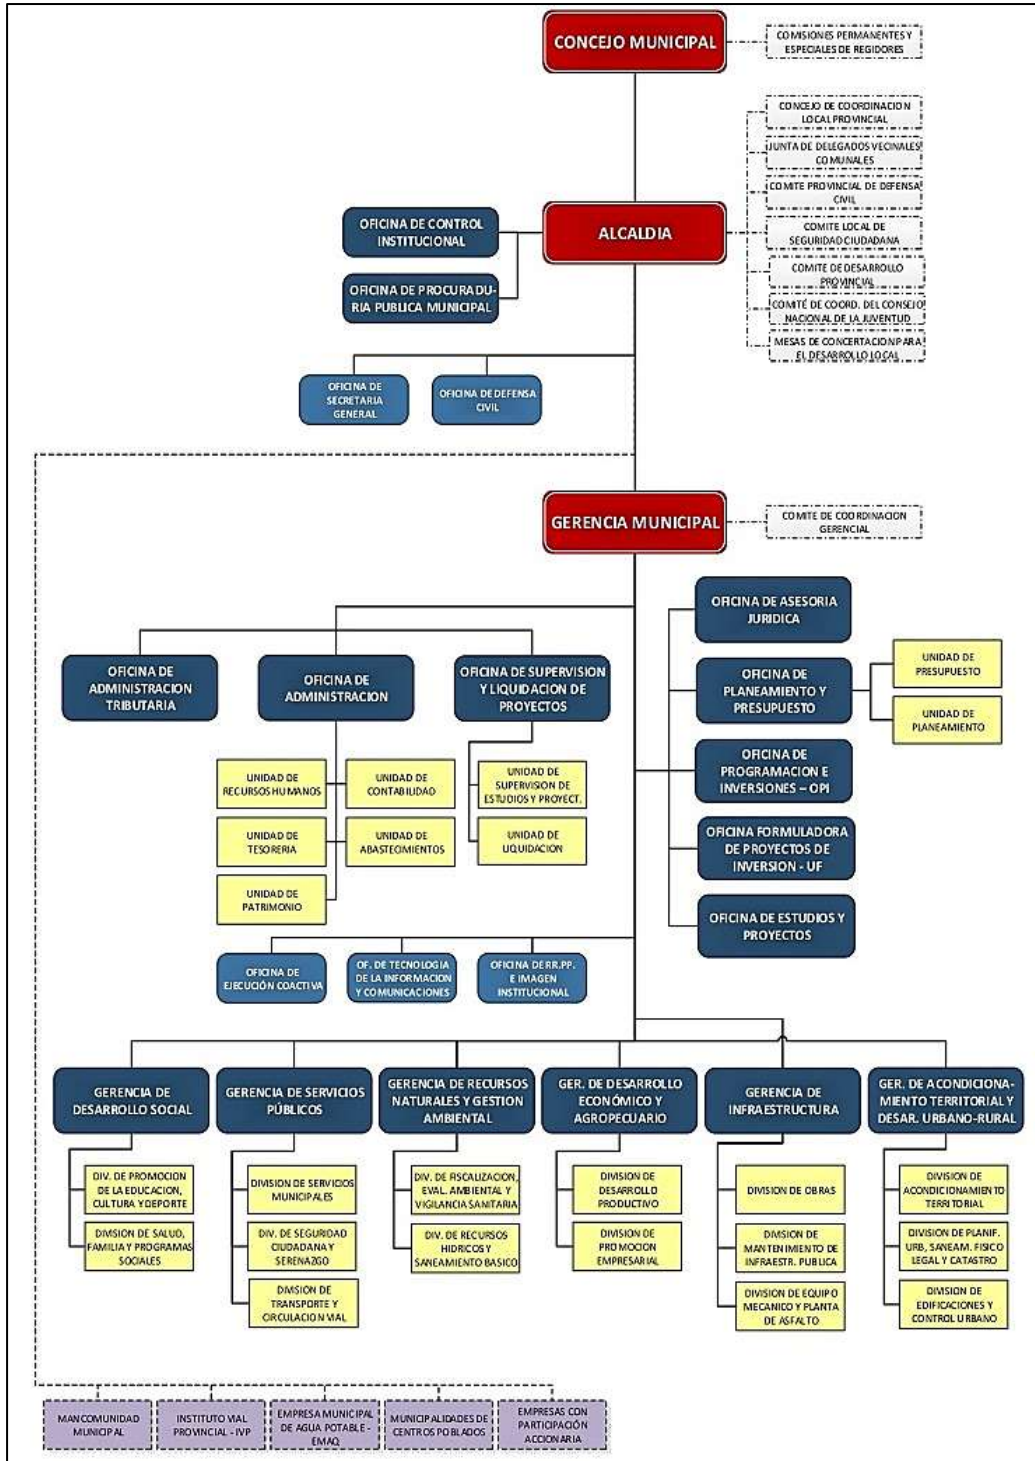 CONCEJO MUNICIPAL
COMISIONES PERMANENTES Y
ESPECIALES DE REGIDORES
CONCEJO DE COORDINACION
LOCAL PROVINCIAL
JUNTA DE DELEGADOS VECINALES
COMUNALES
COMITE PROVINCIAL DE DEFENSA
CIVIL
COMITE LOCAL DE
SEGURIDAD CIUDADANA
COMITE DE DESARROLLO
PROVINCIAL
COMITÉ DE COORD. DEL CONSEJO
NACIONAL DE LA JUVENTUD
MESAS DE CONCERTACION PARA
EL DESARROLLO LOCAL
ALCALDIA
OFICINA DE CONTROL
INSTITUCIONAL
OFICINA DE PROCURADU-
RIA PUBLICA MUNICIPAL
OFICINA DE
SECRETARIA
GENERAL
OFICINA DE DEFENSA
CIVIL
GERENCIA MUNICIPAL
COMITE DE COORDINACION
GERENCIAL
OFICINA DE ASESORIA
JURIDICA
OFICINA DE
PLANEAMIENTO Y
PRESUPUESTO
UNIDAD DE
PRESUPUESTO
UNIDAD DE
PLANEAMIENTO
OFICINA DE
PROGRAMACION E
INVERSIONES – OPI
OFICINA FORMULADORA
DE PROYECTOS DE
INVERSION - UF
OFICINA DE ESTUDIOS Y
PROYECTOS
OFICINA DE
ADMINISTRACION
TRIBUTARIA
OFICINA DE
ADMINISTRACION
OFICINA DE SUPERVISION
Y LIQUIDACION DE
PROYECTOS
UNIDAD DE
RECURSOS HUMANOS
UNIDAD DE
CONTABILIDAD
UNIDAD DE
SUPERVISION DE
ESTUDIOS Y PROYECT.
UNIDAD DE
TESORERIA
UNIDAD DE
ABASTECIMIENTOS
UNIDAD DE
LIQUIDACION
UNIDAD DE
PATRIMONIO
OFICINA DE
EJECUCIÓN COACTIVA
OF. DE TECNOLOGIA
DE LA INFORMACION
Y COMUNICACIONES
OFICINA DE RR.PP.
E IMAGEN
INSTITUCIONAL
GERENCIA DE
DESARROLLO SOCIAL
GERENCIA DE SERVICIOS
PÚBLICOS
GERENCIA DE RECURSOS
NATURALES Y GESTION
AMBIENTAL
GER. DE DESARROLLO
ECONÓMICO Y
AGROPECUARIO
GERENCIA DE
INFRAESTRUCTURA
GER. DE ACONDICIONA-
MIENTO TERRITORIAL Y
DESAR. URBANO-RURAL
DIV. DE PROMOCION
DE LA EDUCACION,
CULTURA Y DEPORTE
DIVISION DE SALUD,
FAMILIA Y PROGRAMAS
SOCIALES
DIVISION DE SERVICIOS
MUNICIPALES
DIV. DE SEGURIDAD
CIUDADANA Y
SERENAZGO
DIVISION DE
TRANSPORTE Y
CIRCULACION VIAL
DIV. DE FISCALIZACION,
EVAL. AMBIENTAL Y
VIGILANCIA SANITARIA
DIV. DE RECURSOS
HIDRICOS Y
SANEAMIENTO BASICO
DIVISION DE
DESARROLLO
PRODUCTIVO
DIVISION DE
PROMOCION
EMPRESARIAL
DIVISION DE OBRAS
DIVISION DE
MANTENIMIENTO DE
INFRAESTR. PUBLICA
DIVISION DE EQUIPO
MECANICO Y PLANTA
DE ASFALTO
DIVISION DE
ACONDICIONAMIENTO
TERRITORIAL
DIVISION DE PLANIF.
URB, SANEAM. FISICO
LEGAL Y CATASTRO
DIVISION DE
EDIFICACIONES Y
CONTROL URBANO
MANCOMUNIDAD
MUNICIPAL
INSTITUTO VIAL
PROVINCIAL - IVP
EMPRESA MUNICIPAL
DE AGUA POTABLE -
EMAQ
MUNICIPALIDADES DE
CENTROS POBLADOS
EMPRESAS CON
PARTICIPACIÓN
ACCIONARIA